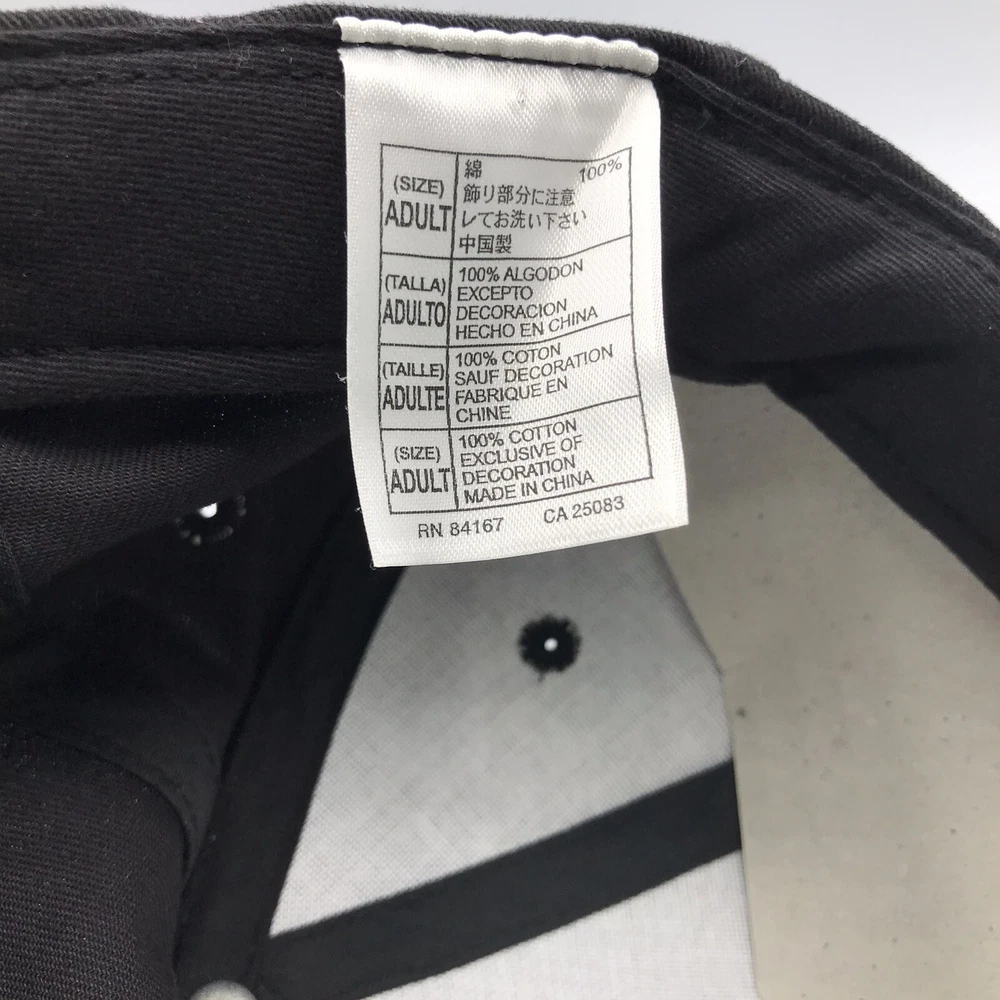 (SIZE)
ADULT
綿 100%
飾り部分に注意
レてお洗い下さい
中国製
(TALLA)
ADULTO
100% ALGODON
EXCEPTO
DECORACION
HECHO EN CHINA
(TAILLE)
ADULTE
100% COTON
SAUF DECORATION
FABRIQUE EN
CHINE
(SIZE)
ADULT
100% COTTON
EXCLUSIVE OF
DECORATION
MADE IN CHINA
RN 84167 CA 25083